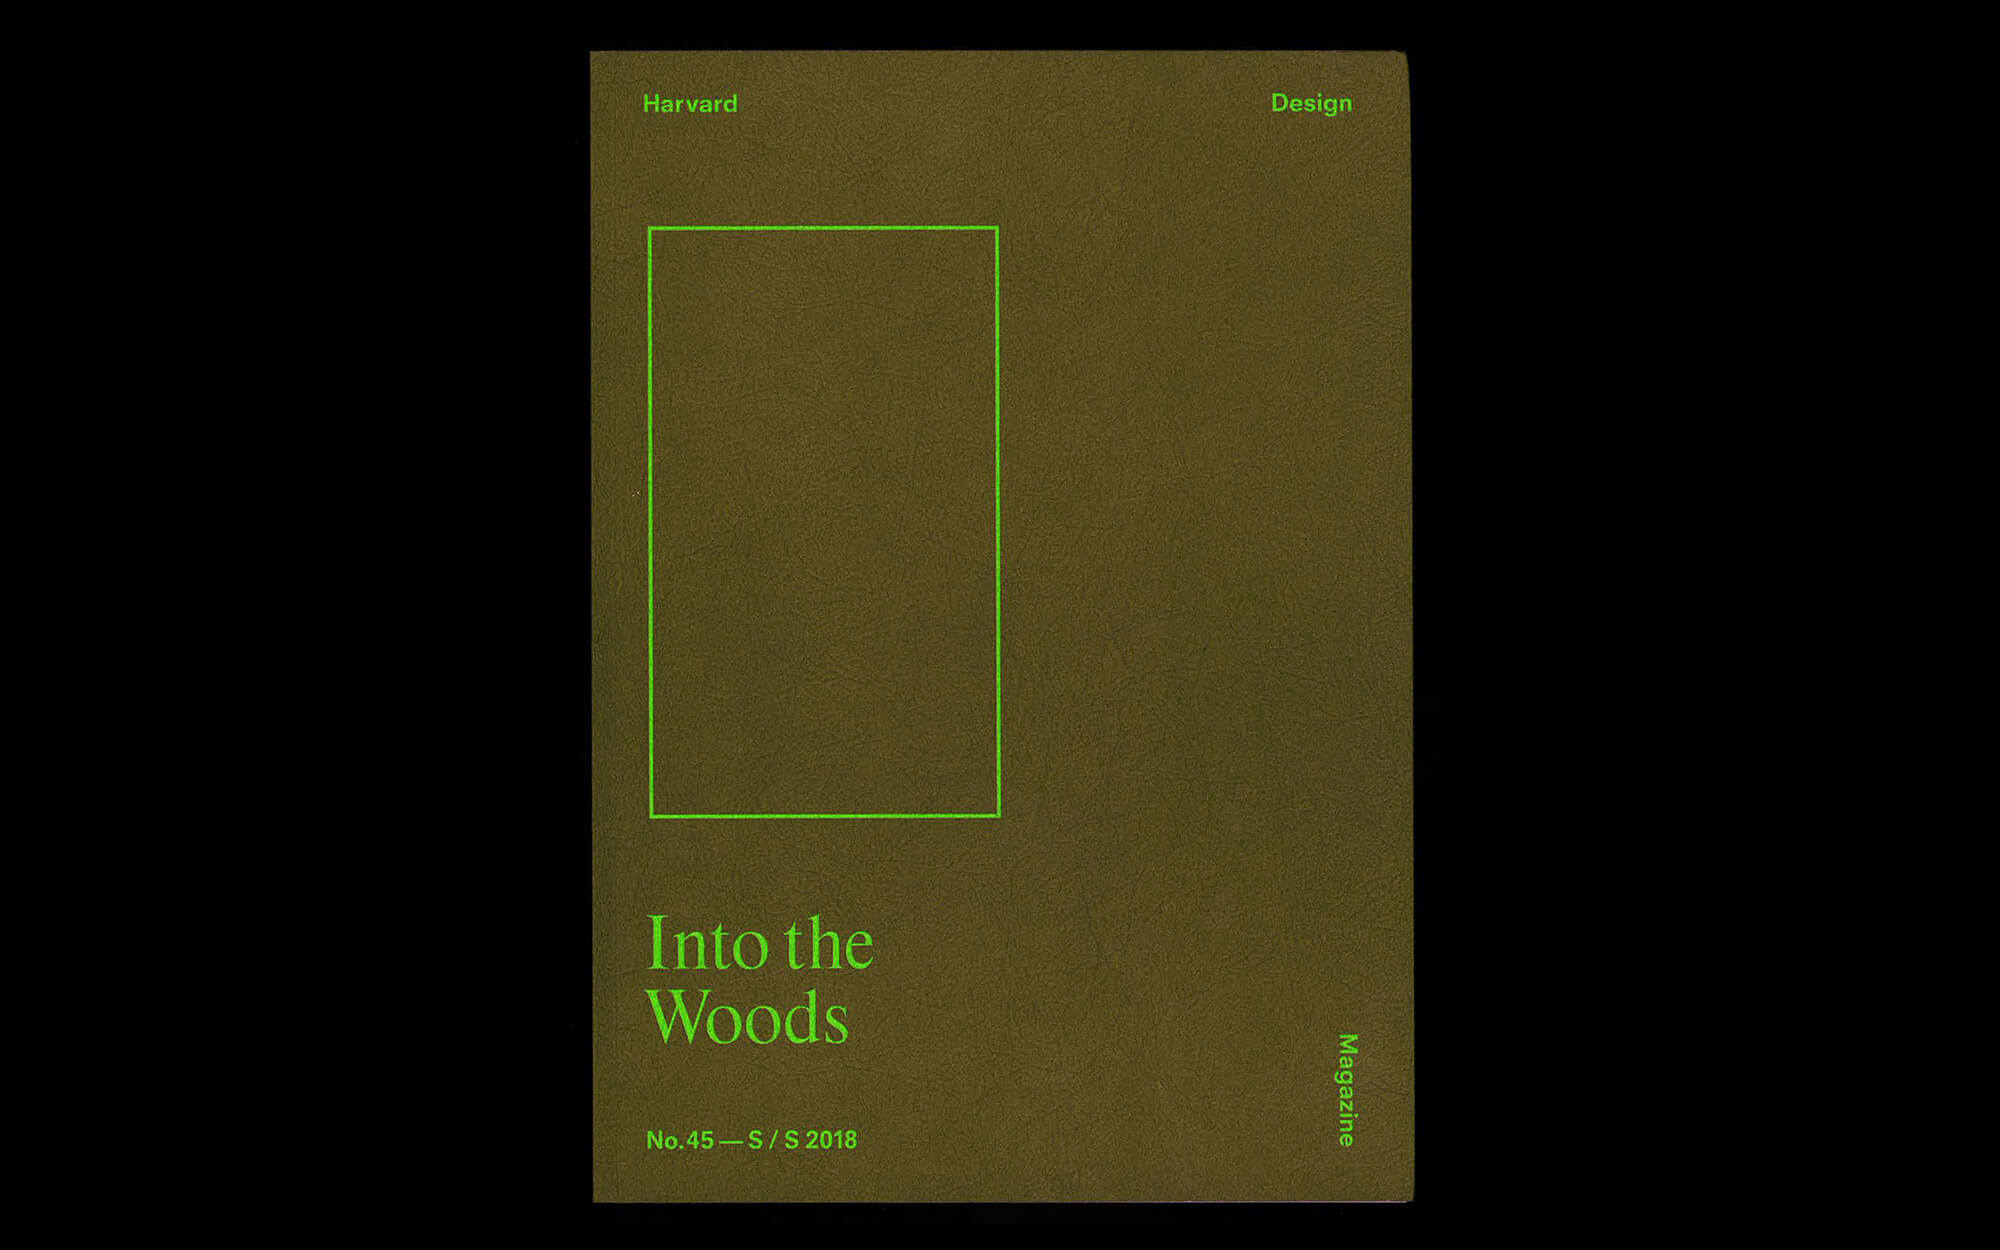 Harvard
Design
Into the
Woods
No.45 — S / S 2018
Magazine